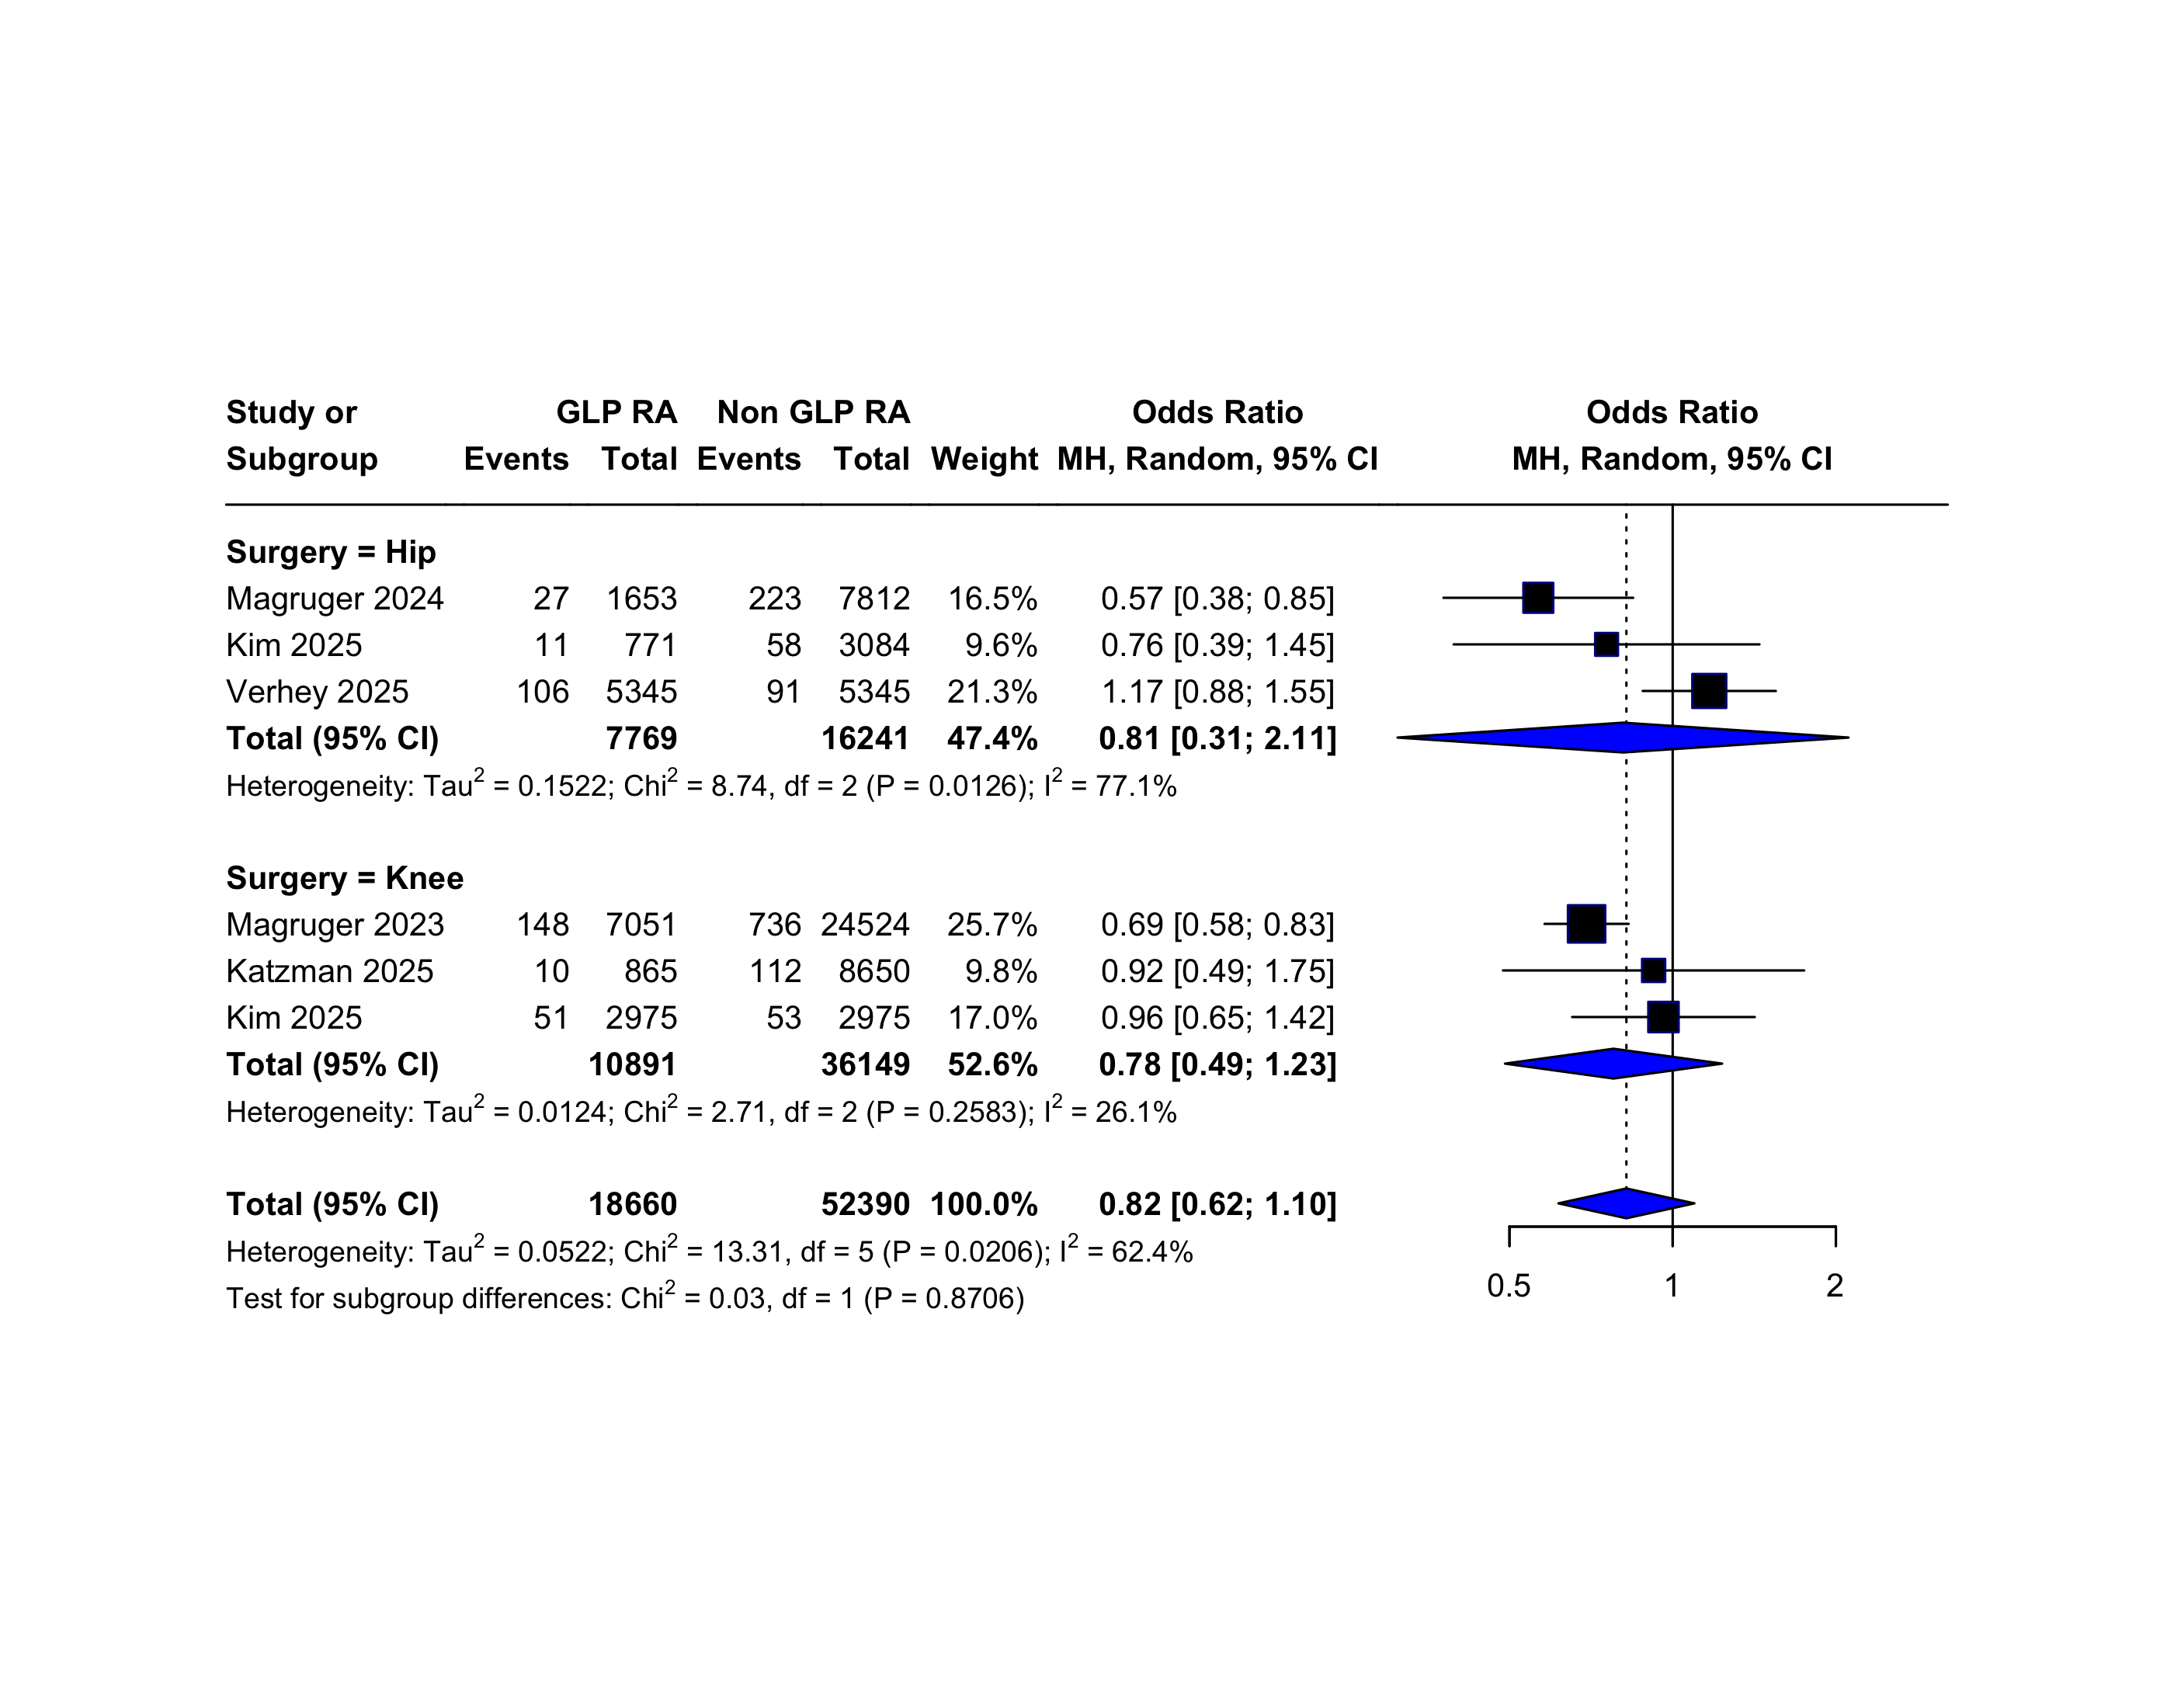 Study or GLP RA Non GLP RA Odds Ratio Odds Ratio
Subgroup Events Total Events Total Weight MH, Random, 95% CI MH, Random, 95% CI
Surgery = Hip
Magruger 2024 27 1653 223 7812 16.5% 0.57 [0.38; 0.85]
Kim 2025 11 771 58 3084 9.6% 0.76 [0.39; 1.45]
Verhey 2025 106 5345 91 5345 21.3% 1.17 [0.88; 1.55]
Total (95% CI) 7769 16241 47.4% 0.81 [0.31; 2.11]
Heterogeneity: Tau² = 0.1522; Chi² = 8.74, df = 2 (P = 0.0126); I² = 77.1%
Surgery = Knee
Magruger 2023 148 7051 736 24524 25.7% 0.69 [0.58; 0.83]
Katzman 2025 10 865 112 8650 9.8% 0.92 [0.49; 1.75]
Kim 2025 51 2975 53 2975 17.0% 0.96 [0.65; 1.42]
Total (95% CI) 10891 36149 52.6% 0.78 [0.49; 1.23]
Heterogeneity: Tau² = 0.0124; Chi² = 2.71, df = 2 (P = 0.2583); I² = 26.1%
Total (95% CI) 18660 52390 100.0% 0.82 [0.62; 1.10]
Heterogeneity: Tau² = 0.0522; Chi² = 13.31, df = 5 (P = 0.0206); I² = 62.4%
Test for subgroup differences: Chi² = 0.03, df = 1 (P = 0.8706)
0.5 1 2